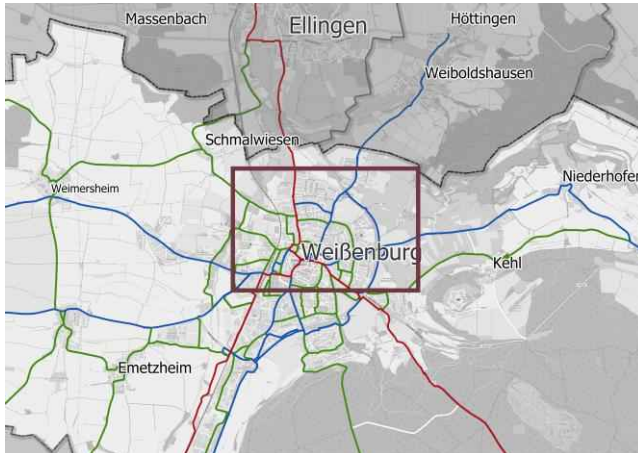 Massenbach
Ellingen
Höttingen
Weiboldshausen
Schmalwiesen
Niederhofen
Weimersheim
Weißenburg
Kehl
Emetzheim